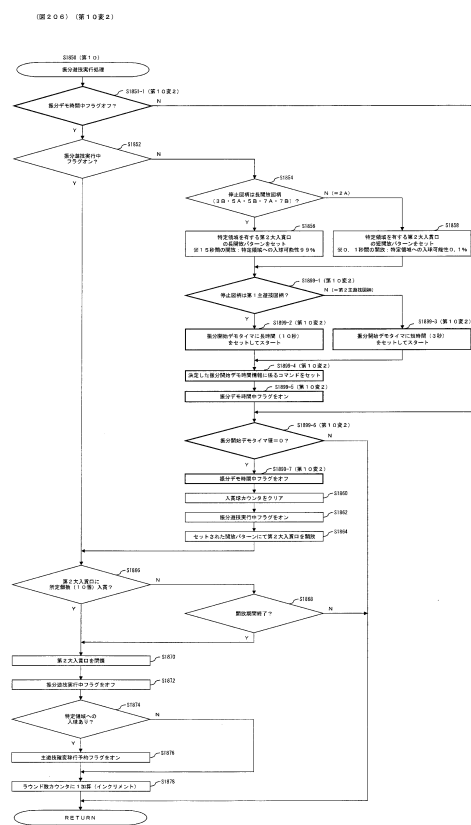 (図206) (第10変2)
S1850 (第10)
振分遊技実行処理
S1851-1 (第10変2)
振分デモ時間中フラグオフ?
N
Y
S1852
振分遊技実行中
フラグオン?
N
Y
S1854
停止図柄は長開放図柄
(3B・5A・5B・7A・7B)?
N (=2A)
Y
S1856
特定領域を有する第2大入賞口
の長開放パターンをセット
※15秒間の開放:特定領域への入球可能性99%
S1858
特定領域を有する第2大入賞口
の短開放パターンをセット
※0.1秒間の開放:特定領域への入球可能性0.1%
S1899-1 (第10変2)
停止図柄は第1主遊技図柄?
N (=第2主遊技図柄)
Y
S1899-2 (第10変2)
振分開始デモタイマに長時間(10秒)
をセットしてスタート
S1899-3 (第10変2)
振分開始デモタイマに短時間(3秒)
をセットしてスタート
S1899-4 (第10変2)
決定した振分開始デモ時間情報に係るコマンドをセット
S1899-5 (第10変2)
振分デモ時間中フラグをオン
S1899-6 (第10変2)
振分開始デモタイマ値=0?
N
Y
S1899-7 (第10変2)
振分デモ時間中フラグをオフ
S1860
入賞球カウンタをクリア
S1862
振分遊技実行中フラグをオン
S1864
セットされた開放パターンにて第2大入賞口を開放
S1866
第2大入賞口に
所定個数(10個)入賞?
N
Y
S1868
開放期間終了?
N
Y
S1870
第2大入賞口を閉鎖
S1872
振分遊技実行中フラグをオフ
S1874
特定領域への
入球あり?
N
Y
S1876
主遊技確変移行予約フラグをオン
S1878
ラウンド数カウンタに1加算(インクリメント)
RETURN